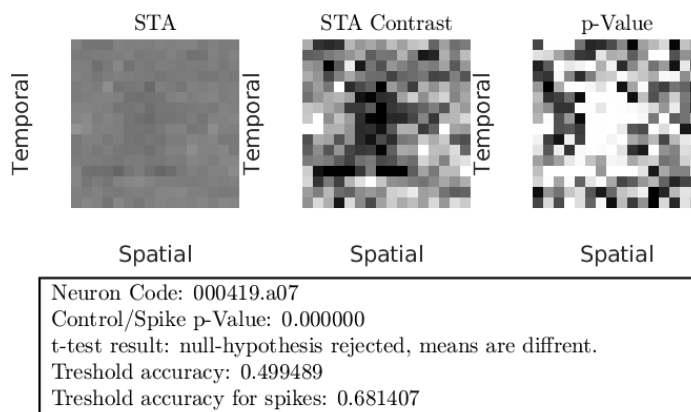 STA
STA Contrast
p-Value
Temporal
Temporal
Temporal
Spatial
Spatial
Spatial
Neuron Code: 000419.a07
Control/Spike p-Value: 0.000000
t-test result: null-hypothesis rejected, means are diffrent.
Treshold accuracy: 0.499489
Treshold accuracy for spikes: 0.681407